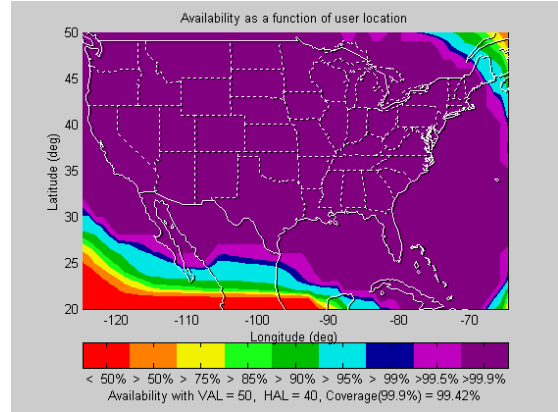 Availability as a function of user location
50
45
40
35
30
25
20
Latitude (deg)
-120 -110 -100 -90 -80 -70
Longitude (deg)
< 50% > 50% > 75% > 85% > 90% > 95% > 99% >99.5% >99.9%
Availability with VAL = 50, HAL = 40, Coverage(99.9%) = 99.42%